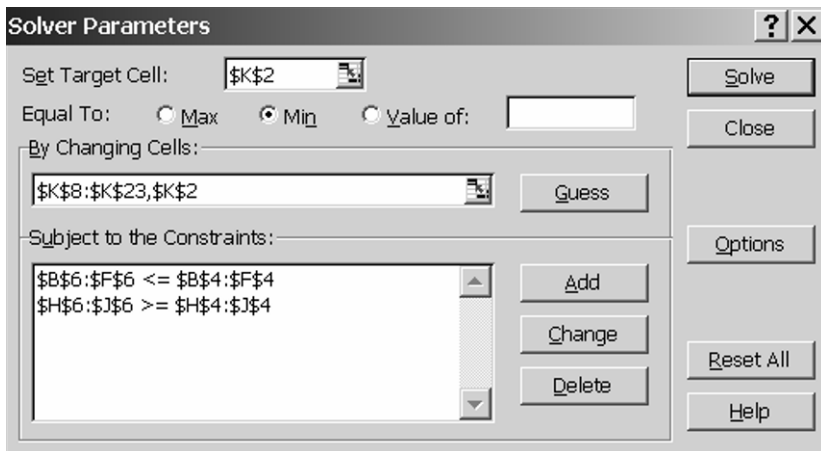 Solver Parameters ? X
Set Target Cell: $K$2 Solve
Equal To: Max Min Value of: Close
By Changing Cells:
$K$8:$K$23,$K$2 Guess
Subject to the Constraints: Options
$B$6:$F$6 <= $B$4:$F$4 Add
$H$6:$J$6 >= $H$4:$J$4
Change
Reset All
Delete
Help